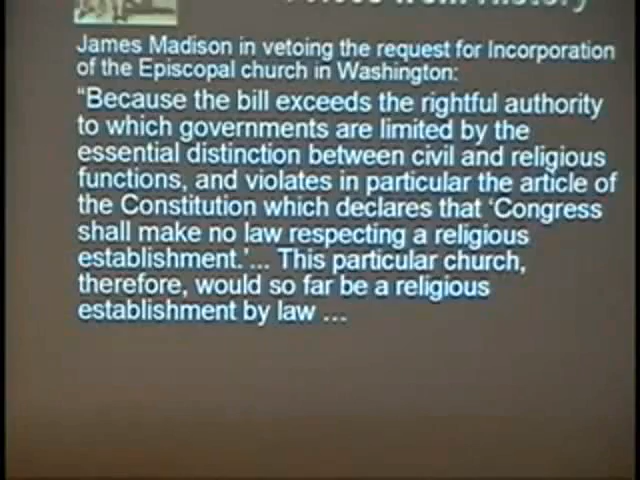 from History
James Madison in vetoing the request for Incorporation
of the Episcopal church in Washington:
“Because the bill exceeds the rightful authority
to which governments are limited by the
essential distinction between civil and religious
functions, and violates in particular the article of
the Constitution which declares that ‘Congress
shall make no law respecting a religious
establishment.’... This particular church,
therefore, would so far be a religious
establishment by law ...